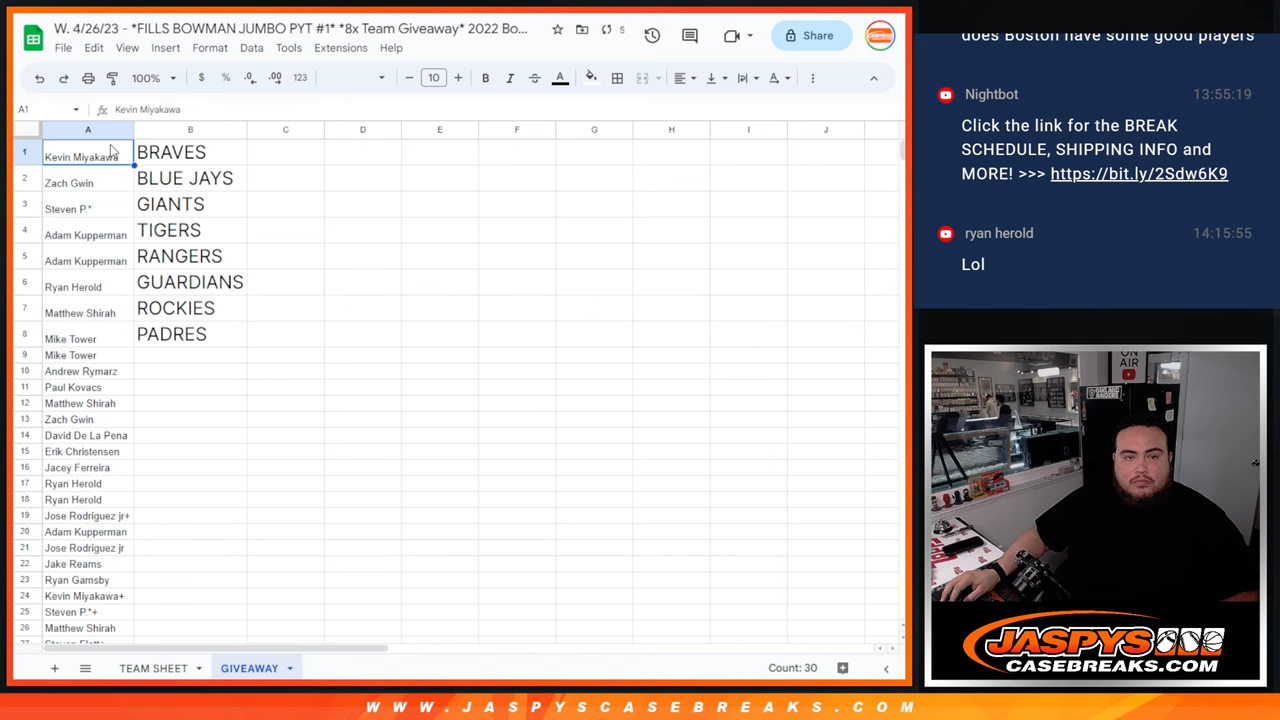 W. 4/26/23 - *FILLS BOWMAN JUMBO PYT #1* *8x Team Giveaway* 2022 Bo...
Share
File Edit View Insert Format Data Tools Extensions Help
100% $ % .0 .00 123 10 B I S A
A1 fx Kevin Miyakawa
A B C D E F G H I J
1 Kevin Miyakawa BRAVES
2 Zach Gwin BLUE JAYS
3 Steven P.* GIANTS
4 Adam Kupperman TIGERS
5 Adam Kupperman RANGERS
6 Ryan Herold GUARDIANS
7 Matthew Shirah ROCKIES
8 Mike Tower PADRES
9 Mike Tower
10 Andrew Rymarz
11 Paul Kovacs
12 Matthew Shirah
13 Zach Gwin
14 David De La Pena
15 Erik Christensen
16 Jacey Ferreira
17 Ryan Herold
18 Ryan Herold
19 Jose Rodriguez jr+
20 Adam Kupperman
21 Jose Rodriguez jr
22 Jake Reams
23 Ryan Gamsby
24 Kevin Miyakawa+
25 Steven P.*+
26 Matthew Shirah
TEAM SHEET GIVEAWAY Count: 30
does Boston have some good players
Nightbot 13:55:19
Click the link for the BREAK
SCHEDULE, SHIPPING INFO and
MORE! >>> https://bit.ly/2Sdw6K9
ryan herold 14:15:55
Lol
ON
AIR
JASPYS
CASEBREAKS.COM
WWW.JASPYSCASEBREAKS.COM